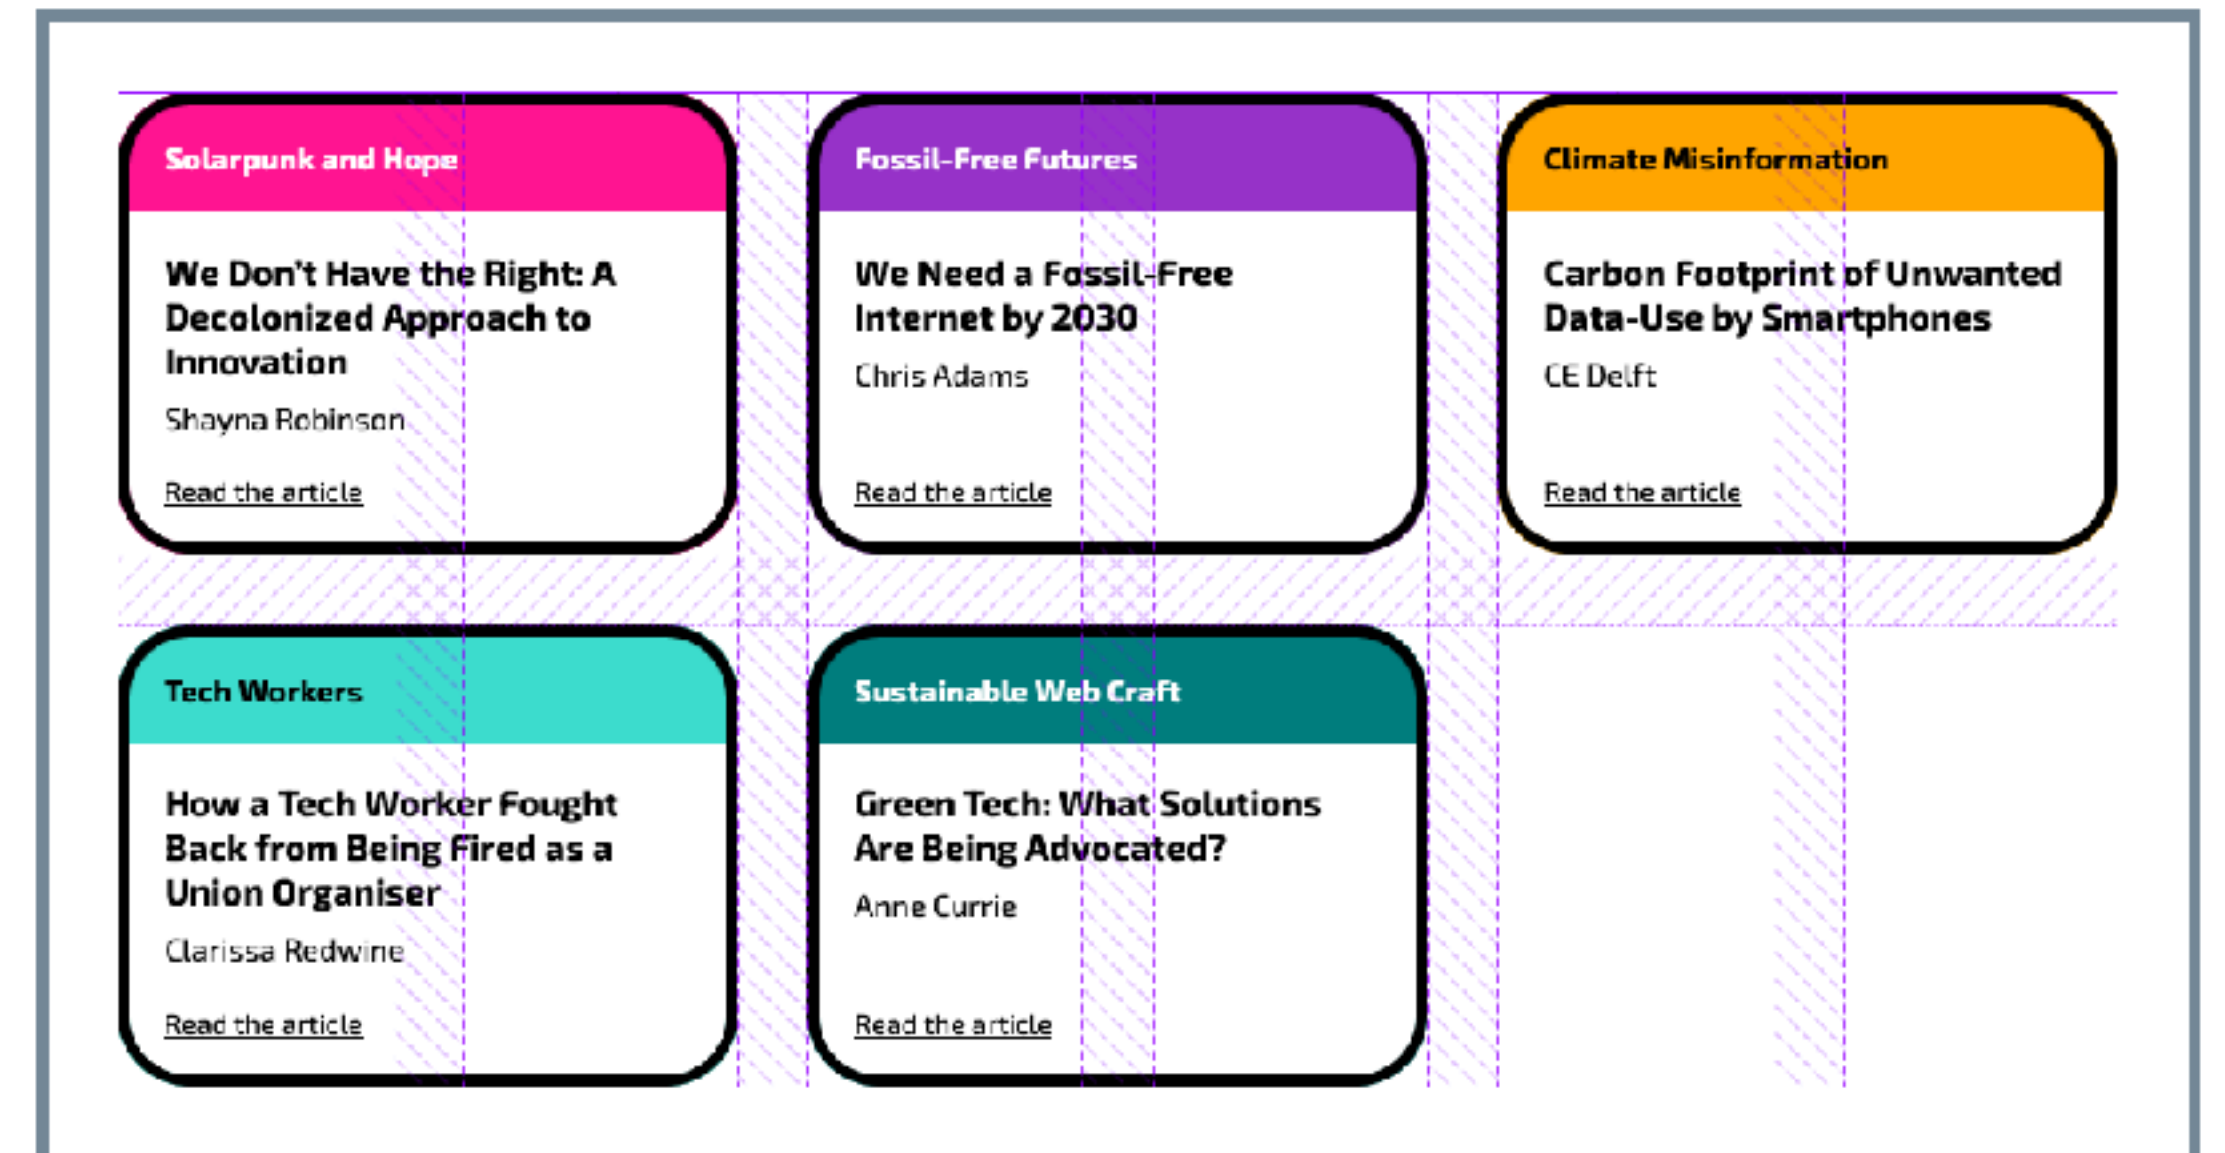 Solarpunk and Hope
We Don't Have the Right: A
Decolonized Approach to
Innovation
Shayna Robinson
Read the article
Fossil-Free Futures
We Need a Fossil-Free
Internet by 2030
Chris Adams
Read the article
Climate Misinformation
Carbon Footprint of Unwanted
Data-Use by Smartphones
CE Delft
Read the article
Tech Workers
How a Tech Worker Fought
Back from Being Fired as a
Union Organiser
Clarissa Redwine
Read the article
Sustainable Web Craft
Green Tech: What Solutions
Are Being Advocated?
Anne Currie
Read the article